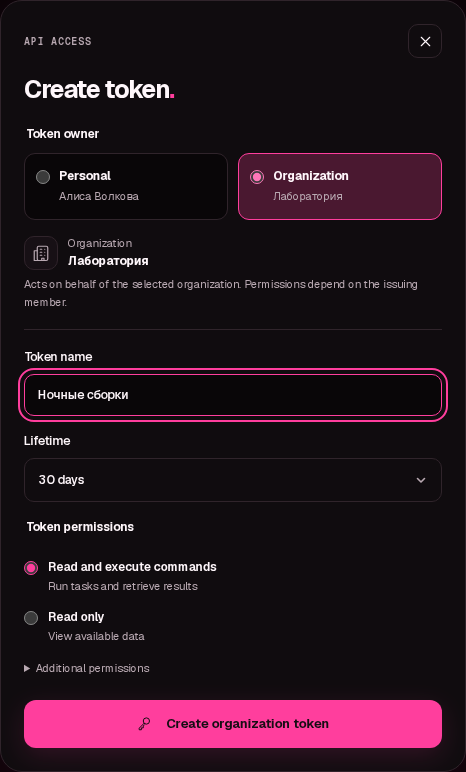 API ACCESS
Create token.
Token owner
Personal
Алиса Волкова
Organization
Лаборатория
Organization
Лаборатория
Acts on behalf of the selected organization. Permissions depend on the issuing
member.
Token name
Ночные сборки
Lifetime
30 days
Token permissions
Read and execute commands
Run tasks and retrieve results
Read only
View available data
Additional permissions
Create organization token